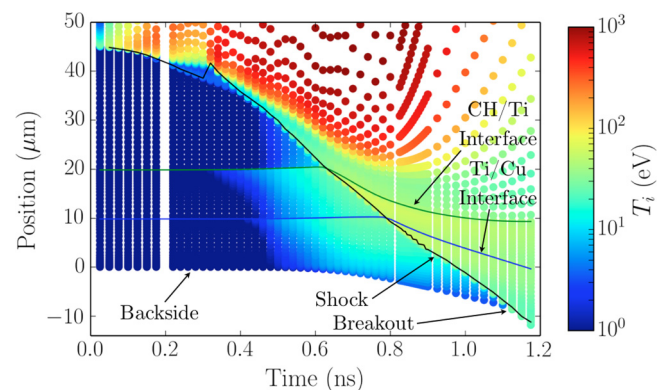 50
40
30
20
10
0
−10
Position (μm)
0.0 0.2 0.4 0.6 0.8 1.0 1.2
Time (ns)
CH/Ti
Interface
Ti/Cu
Interface
Backside
Shock
Breakout
10³
10²
10¹
10⁰
Tᵢ (eV)